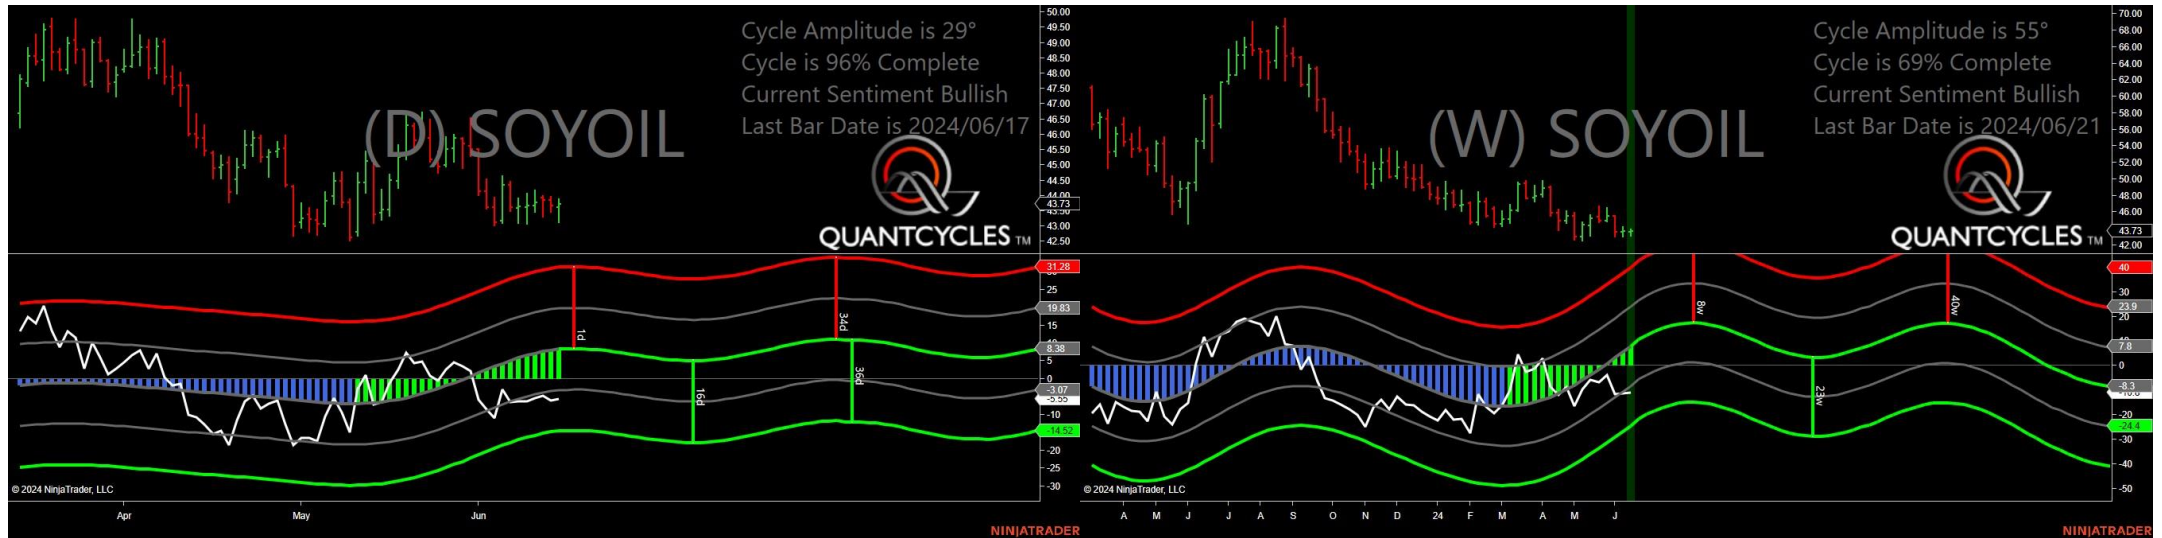 Cycle Amplitude is 29°
Cycle is 96% Complete
Current Sentiment Bullish
Last Bar Date is 2024/06/17
(D) SOYOIL
QUANTCYCLES TM
50.00
49.50
49.00
48.50
48.00
47.50
47.00
46.50
46.00
45.50
45.00
44.50
44.00
43.73
43.50
43.00
42.50
31.28
25
19.83
15
8.38
5
0
-3.07
-5.55
-10
-14.52
-20
-25
-30
1d
16d
34d
36d
© 2024 NinjaTrader, LLC
Apr May Jun
NINJATRADER
Cycle Amplitude is 55°
Cycle is 69% Complete
Current Sentiment Bullish
Last Bar Date is 2024/06/21
(W) SOYOIL
QUANTCYCLES TM
70.00
68.00
66.00
64.00
62.00
60.00
58.00
56.00
54.00
52.00
50.00
48.00
46.00
43.73
42.00
40
30
23.9
20
7.8
0
-8.3
-20
-24.4
-30
-40
-50
8w
23w
40w
© 2024 NinjaTrader, LLC
A M J J A S O N D 24 F M A M J
NINJATRADER